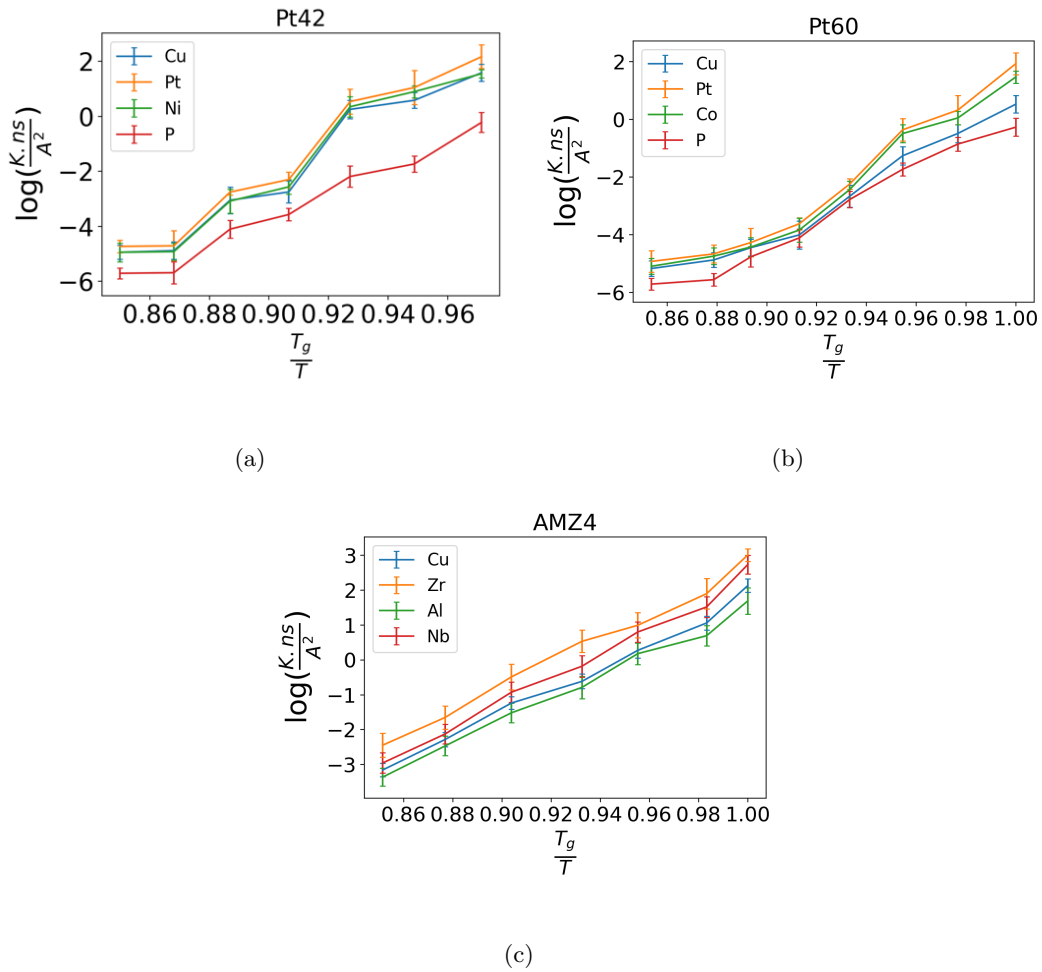 Pt42
Cu
Pt
Ni
P
2
0
−2
−4
−6
log(K.ns/A²)
0.86 0.88 0.90 0.92 0.94 0.96
Tg/T
(a)
Pt60
Cu
Pt
Co
P
2
0
−2
−4
−6
log(K.ns/A²)
0.86 0.88 0.90 0.92 0.94 0.96 0.98 1.00
Tg/T
(b)
AMZ4
Cu
Zr
Al
Nb
3
2
1
0
−1
−2
−3
log(K.ns/A²)
0.86 0.88 0.90 0.92 0.94 0.96 0.98 1.00
Tg/T
(c)